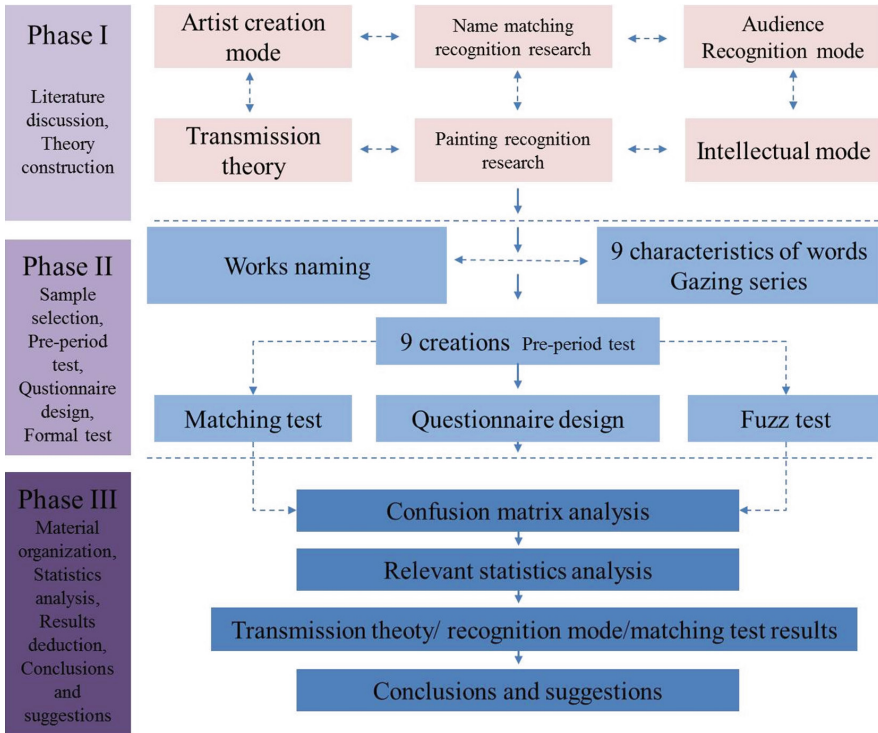 Phase I
Literature
discussion,
Theory
construction
Artist creation
mode
Name matching
recognition research
Audience
Recognition mode
Transmission
theory
Painting recognition
research
Intellectual mode
Phase II
Sample
selection,
Pre-period
test,
Qustionnaire
design,
Formal test
Works naming
9 characteristics of words
Gazing series
9 creations Pre-period test
Matching test
Questionnaire design
Fuzz test
Phase III
Material
organization,
Statistics
analysis,
Results
deduction,
Conclusions
and
suggestions
Confusion matrix analysis
Relevant statistics analysis
Transmission theoty/ recognition mode/matching test results
Conclusions and suggestions